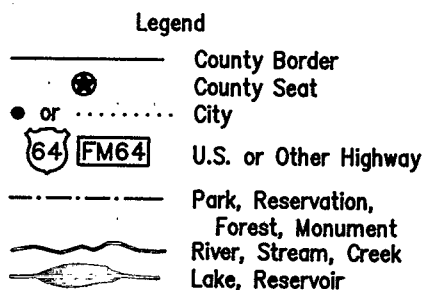 Legend
County Border
County Seat
or City
64 FM64 U.S. or Other Highway
Park, Reservation,
Forest, Monument
River, Stream, Creek
Lake, Reservoir